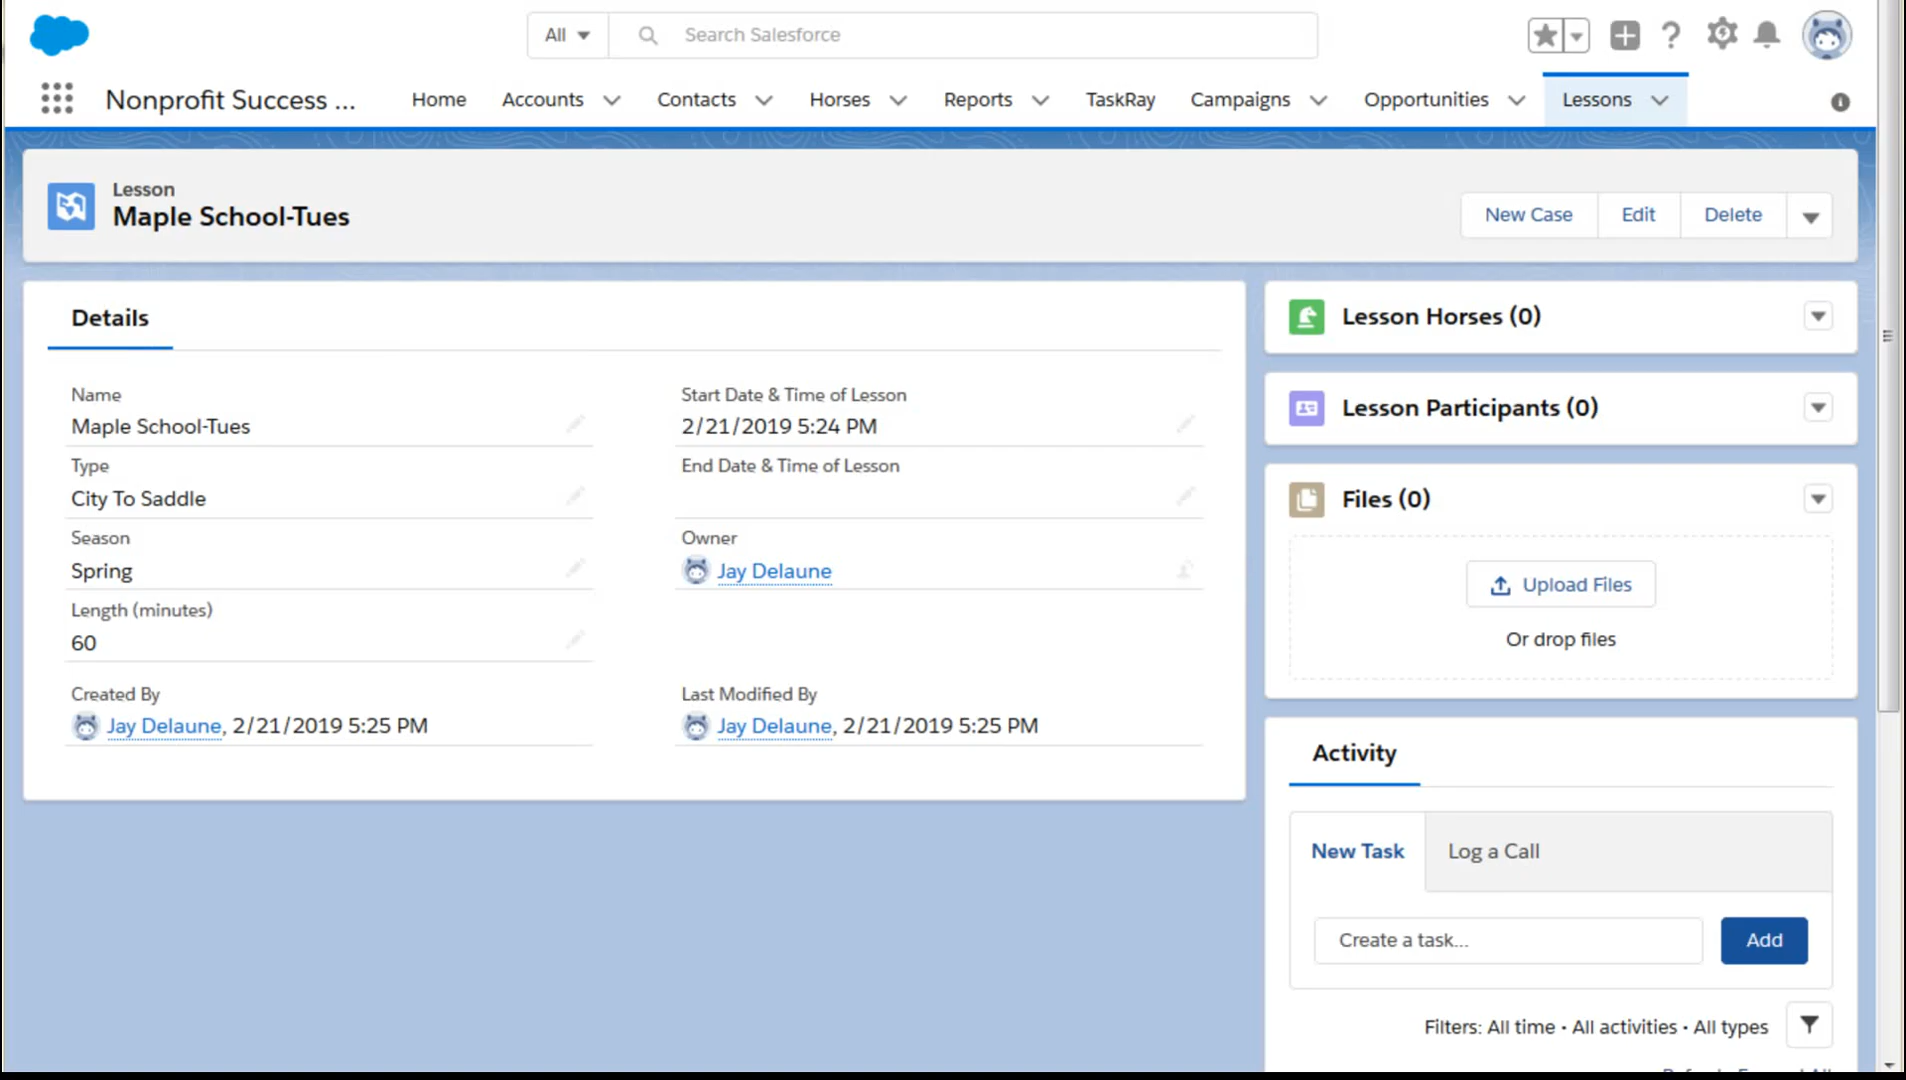 All
Search Salesforce
Nonprofit Success ...
Home
Accounts
Contacts
Horses
Reports
TaskRay
Campaigns
Opportunities
Lessons
Lesson
Maple School-Tues
New Case
Edit
Delete
Details
Name
Maple School-Tues
Type
City To Saddle
Season
Spring
Length (minutes)
60
Created By
Jay Delaune, 2/21/2019 5:25 PM
Start Date & Time of Lesson
2/21/2019 5:24 PM
End Date & Time of Lesson
Owner
Jay Delaune
Last Modified By
Jay Delaune, 2/21/2019 5:25 PM
Lesson Horses (0)
Lesson Participants (0)
Files (0)
Upload Files
Or drop files
Activity
New Task
Log a Call
Create a task...
Add
Filters: All time • All activities • All types